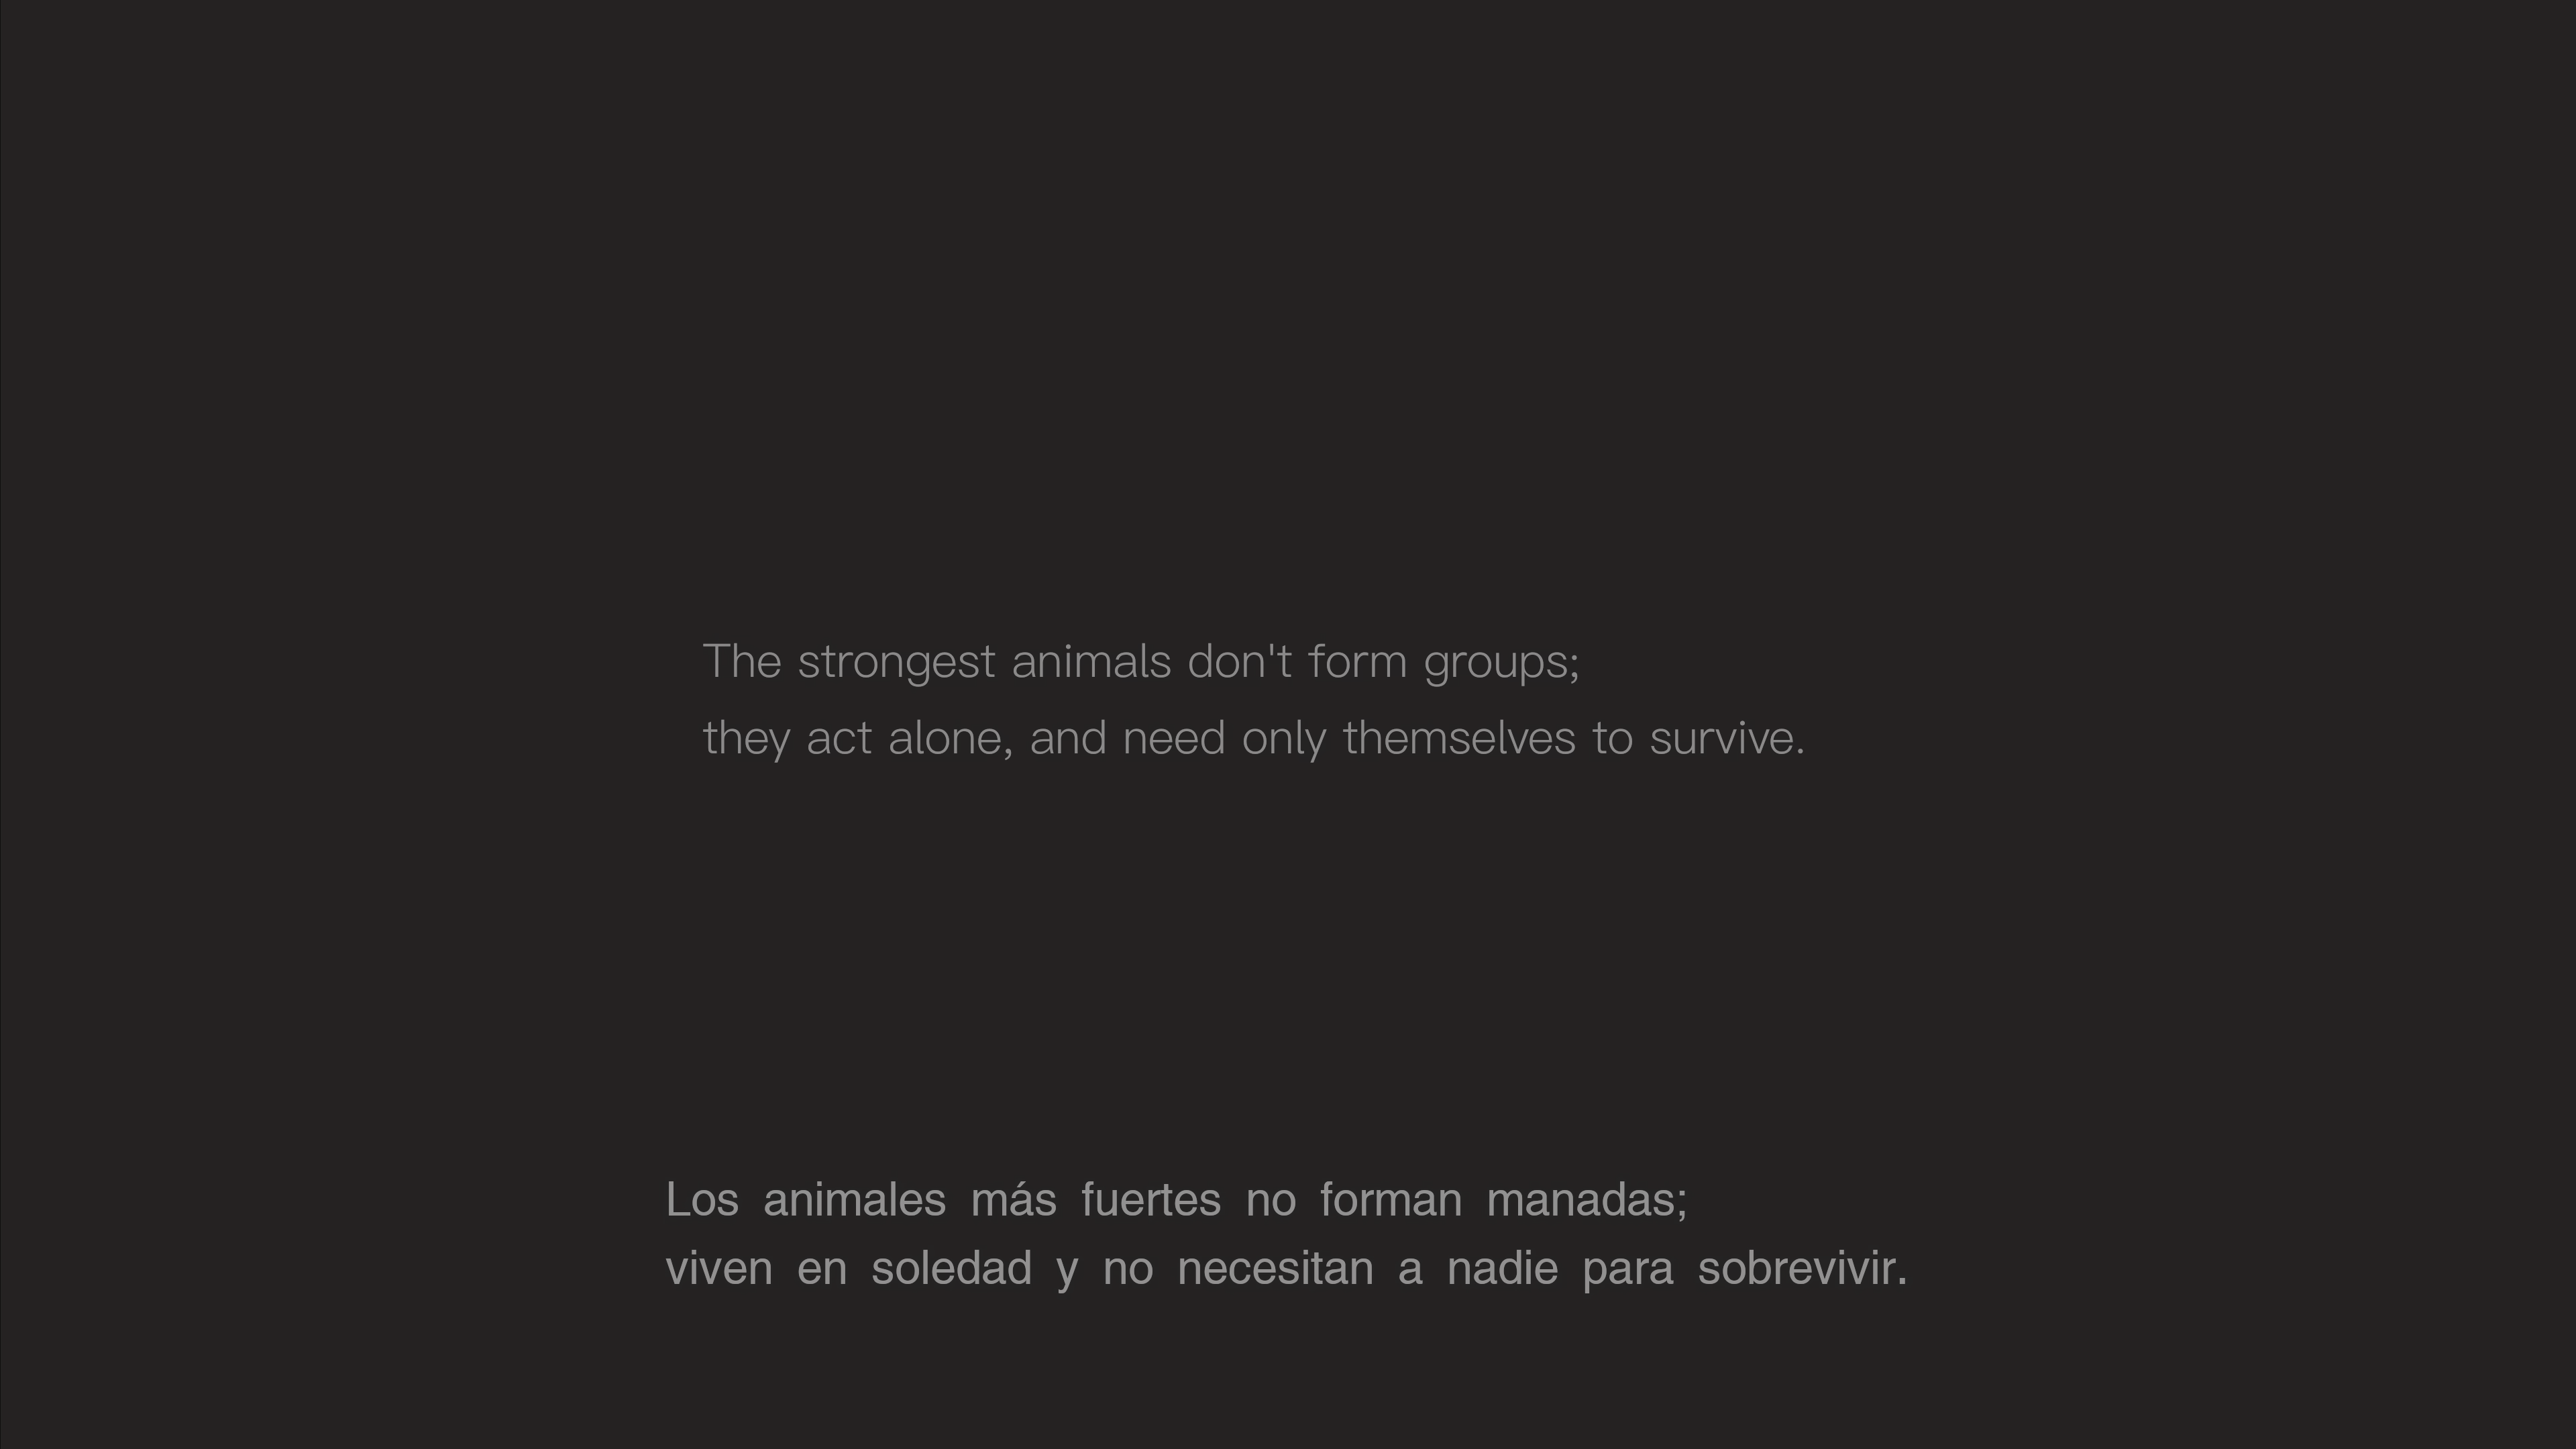 The strongest animals don't form groups;
they act alone, and need only themselves to survive.
Los animales más fuertes no forman manadas;
viven en soledad y no necesitan a nadie para sobrevivir.